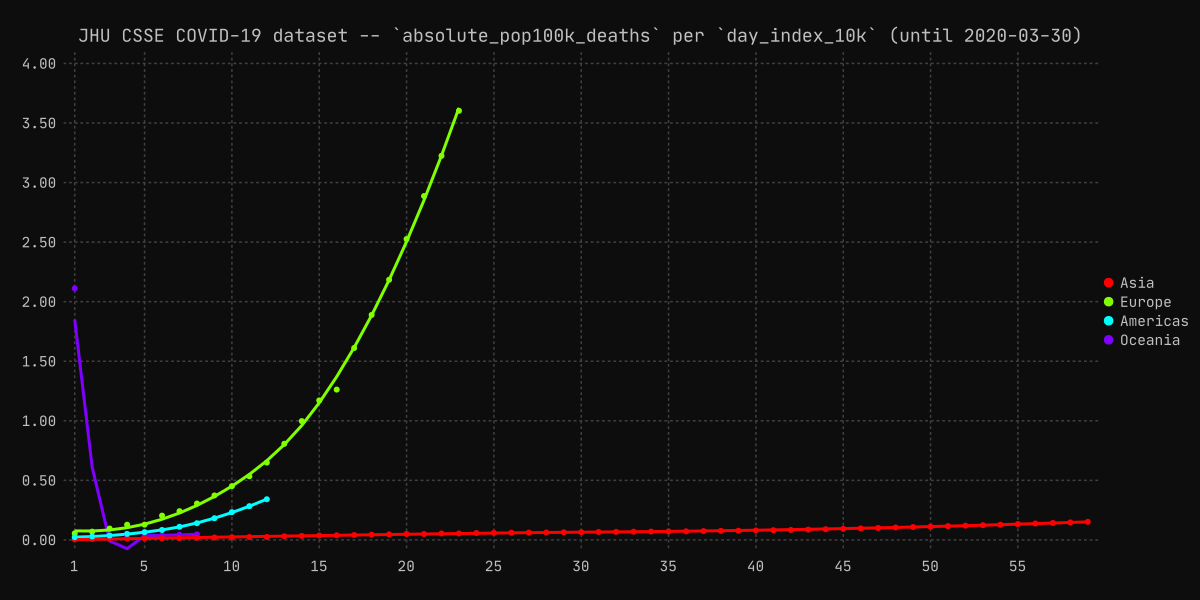 JHU CSSE COVID-19 dataset -- `absolute_pop100k_deaths` per `day_index_10k` (until 2020-03-30)
4.00
3.50
3.00
2.50
2.00
1.50
1.00
0.50
0.00
1 5 10 15 20 25 30 35 40 45 50 55
Asia
Europe
Americas
Oceania